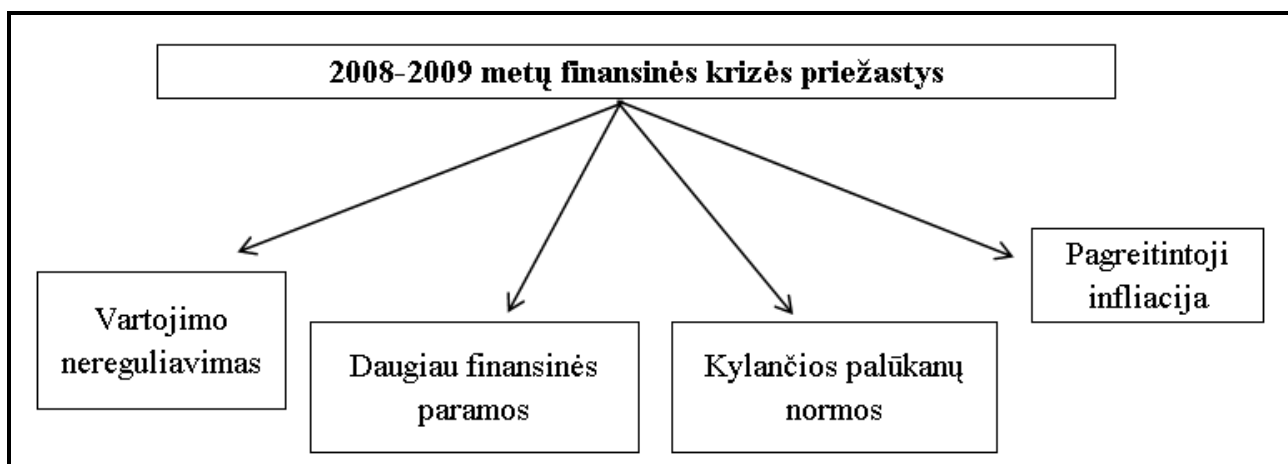 2008-2009 metų finansinės krizės priežastys
Vartojimo
nereguliavimas
Daugiau finansinės
paramos
Kylančios palūkanų
normos
Pagreitintoji
infliacija